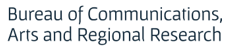 Bureau of Communications,
Arts and Regional Research